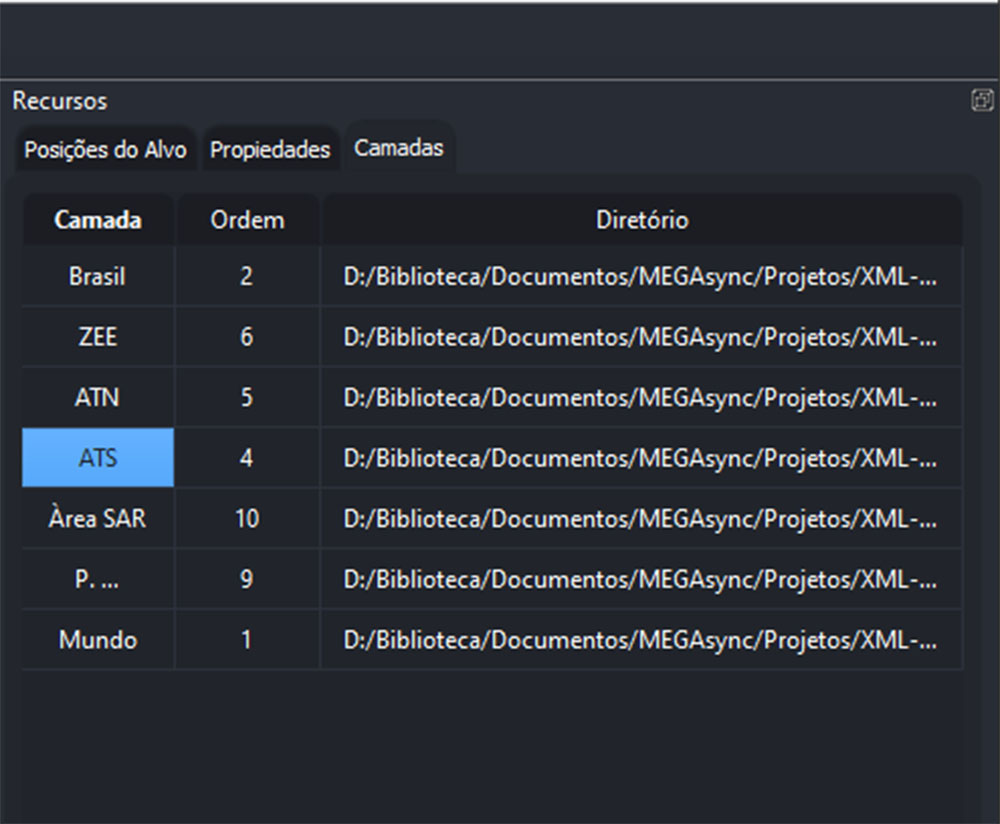 Recursos
Posições do Alvo Propiedades Camadas
Camada Ordem Diretório
Brasil 2 D:/Biblioteca/Documentos/MEGAsync/Projetos/XML-...
ZEE 6 D:/Biblioteca/Documentos/MEGAsync/Projetos/XML-...
ATN 5 D:/Biblioteca/Documentos/MEGAsync/Projetos/XML-...
ATS 4 D:/Biblioteca/Documentos/MEGAsync/Projetos/XML-...
Àrea SAR 10 D:/Biblioteca/Documentos/MEGAsync/Projetos/XML-...
P. ... 9 D:/Biblioteca/Documentos/MEGAsync/Projetos/XML-...
Mundo 1 D:/Biblioteca/Documentos/MEGAsync/Projetos/XML-...